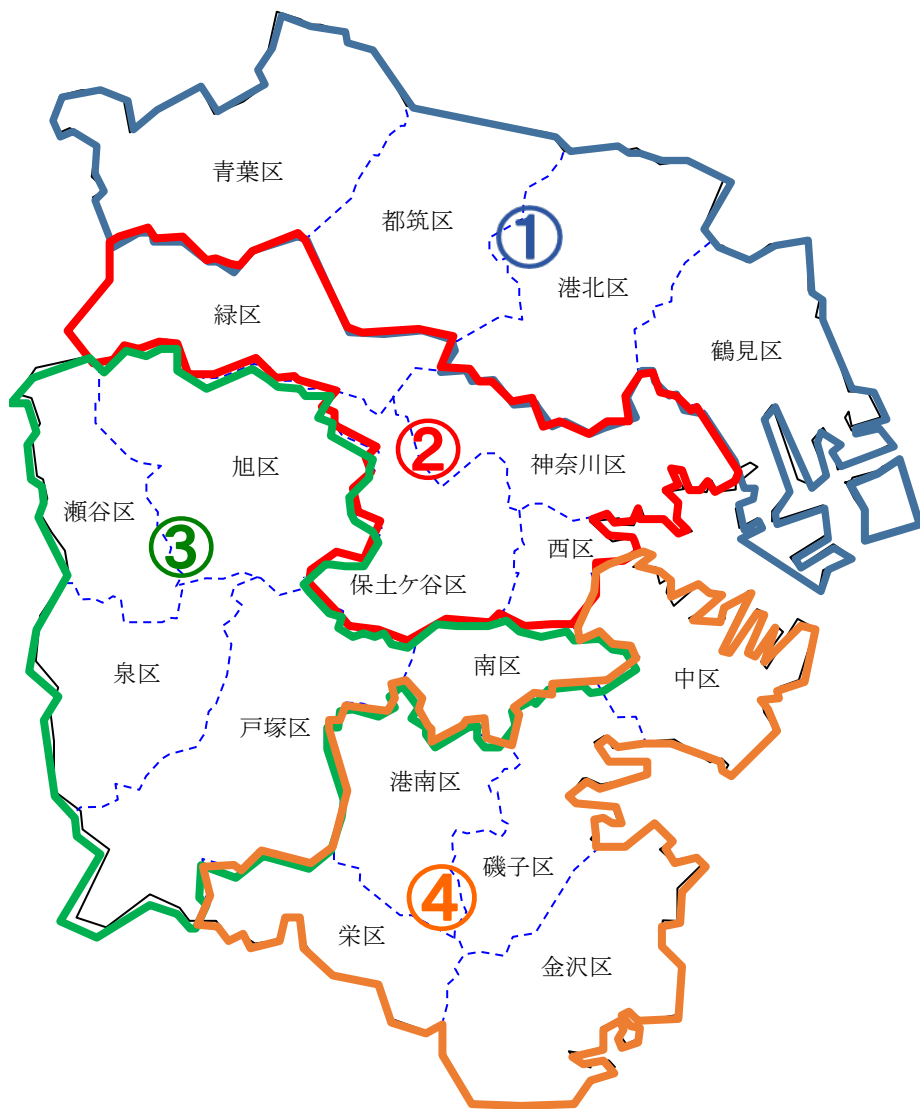 青葉区
都筑区
①
港北区
緑区
鶴見区
②
神奈川区
旭区
瀬谷区
③
西区
保土ケ谷区
南区
泉区
中区
戸塚区
港南区
磯子区
④
栄区
金沢区